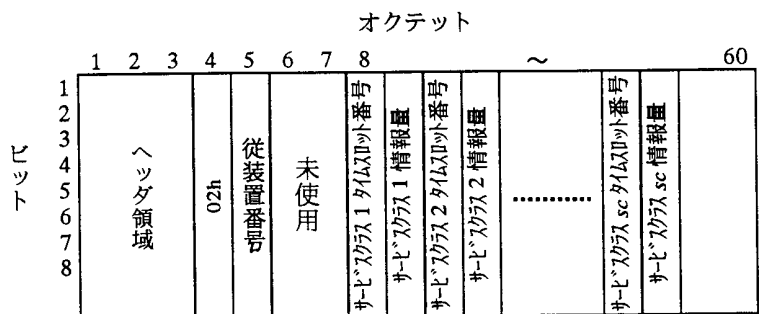 オクテット
1 2 3 4 5 6 7 8 ～ 60
ビット
1
2
3
4
5
6
7
8
ヘッダ領域
02h
従装置番号
未使用
サービスクラス1 タイムスロット番号
サービスクラス1 情報量
サービスクラス2 タイムスロット番号
サービスクラス2 情報量
…………
サービスクラス sc タイムスロット番号
サービスクラス sc 情報量